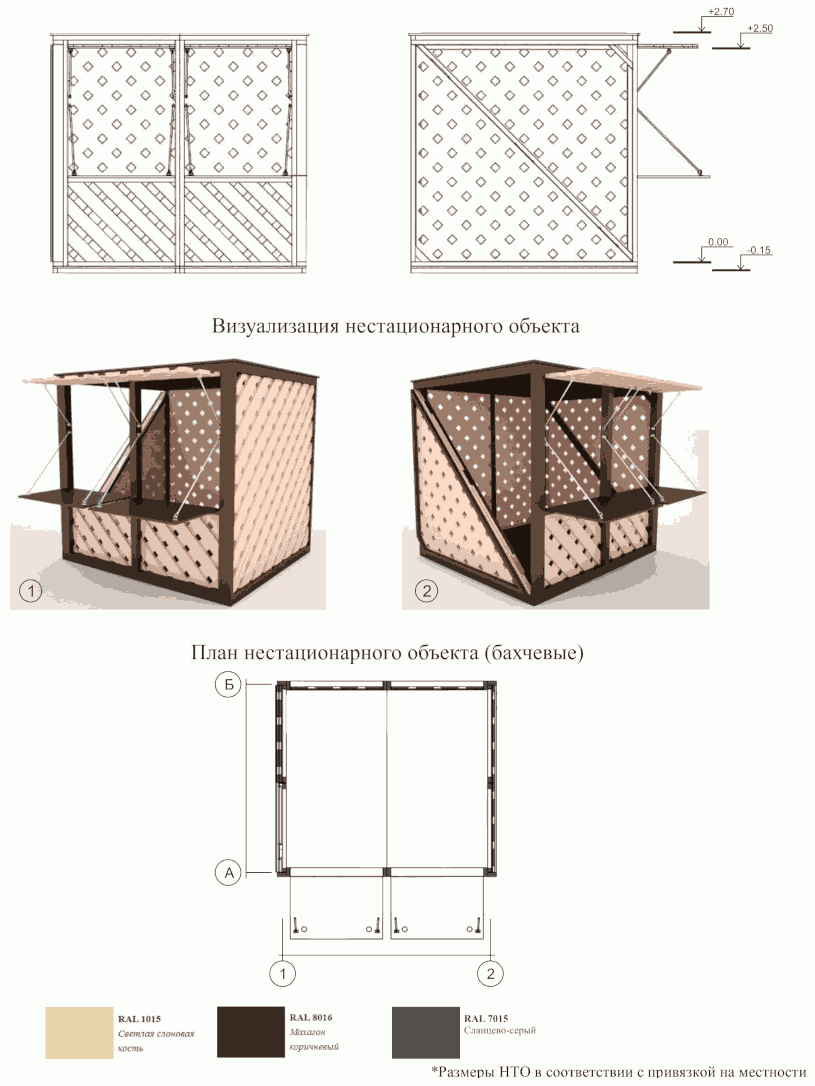 +2.70
+2.50
0.00
-0.15
Визуализация нестационарного объекта
1
2
План нестационарного объекта (бахчевые)
Б
А
1
2
RAL 1015
Светлая слоновая
кость
RAL 8016
Махагон
коричневый
RAL 7015
Сланцево-серый
*Размеры НТО в соответствии с привязкой на местности